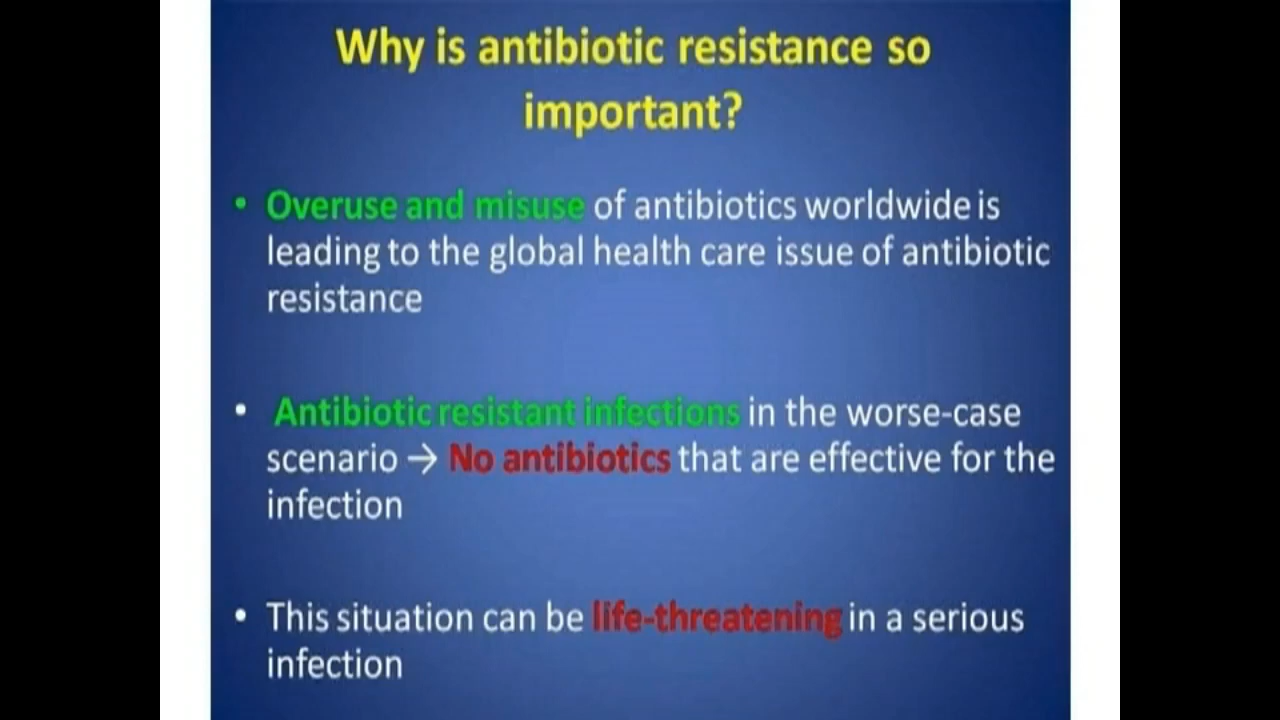 Why is antibiotic resistance so
important?
• Overuse and misuse of antibiotics worldwide is
leading to the global health care issue of antibiotic
resistance
• Antibiotic resistant infections in the worse-case
scenario → No antibiotics that are effective for the
infection
• This situation can be life-threatening in a serious
infection